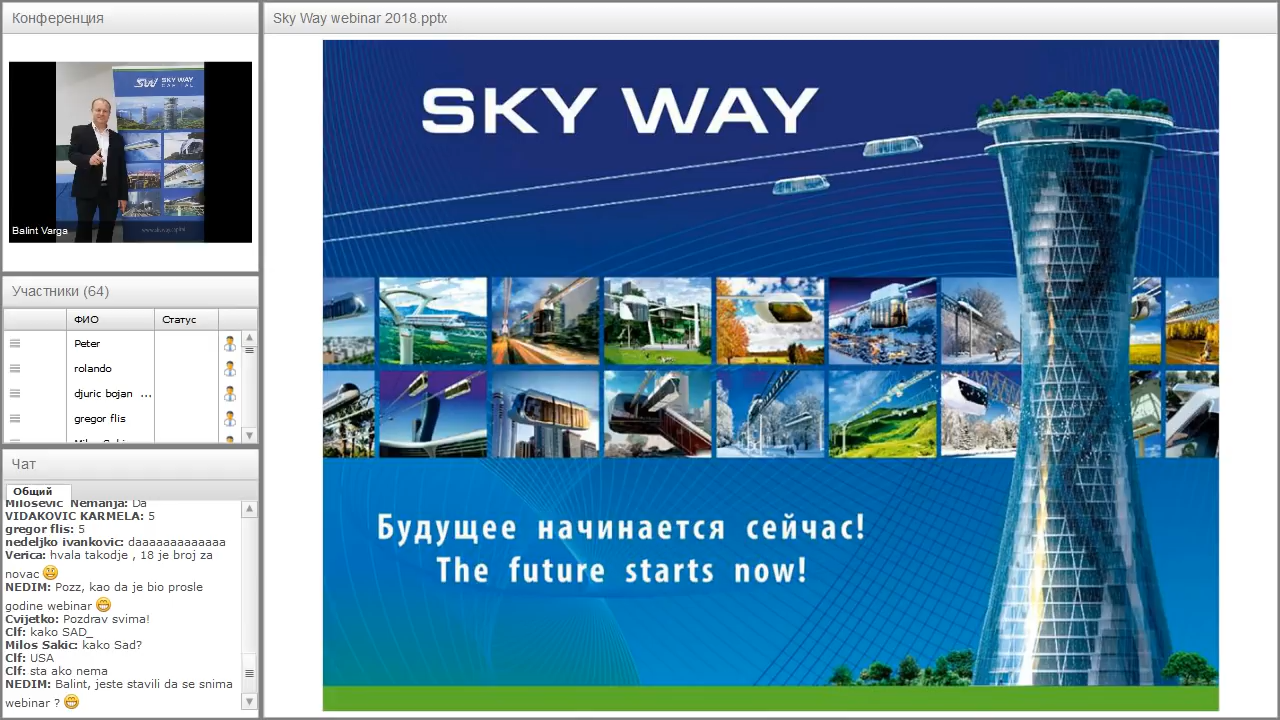 Конференция
SW SKY WAY
CAPITAL
Balint Varga
Участники (64)
ФИО Статус
Peter
rolando
djuric bojan ...
gregor flis
Чат
Общий
Milosevic Nemanja: Da
VIDAKOVIC KARMELA: 5
gregor flis: 5
nedeljko ivankovic: daaaaaaaaaaaaa
Verica: hvala takodje , 18 je broj za
novac
NEDIM: Pozz, kao da je bio prosle
godine webinar
Cvijetko: Pozdrav svima!
Clf: kako SAD_
Milos Sakic: kako Sad?
Clf: USA
Clf: sta ako nema
NEDIM: Balint, jeste stavili da se snima
webinar ?
Sky Way webinar 2018.pptx
SKY WAY
Будущее начинается сейчас!
The future starts now!